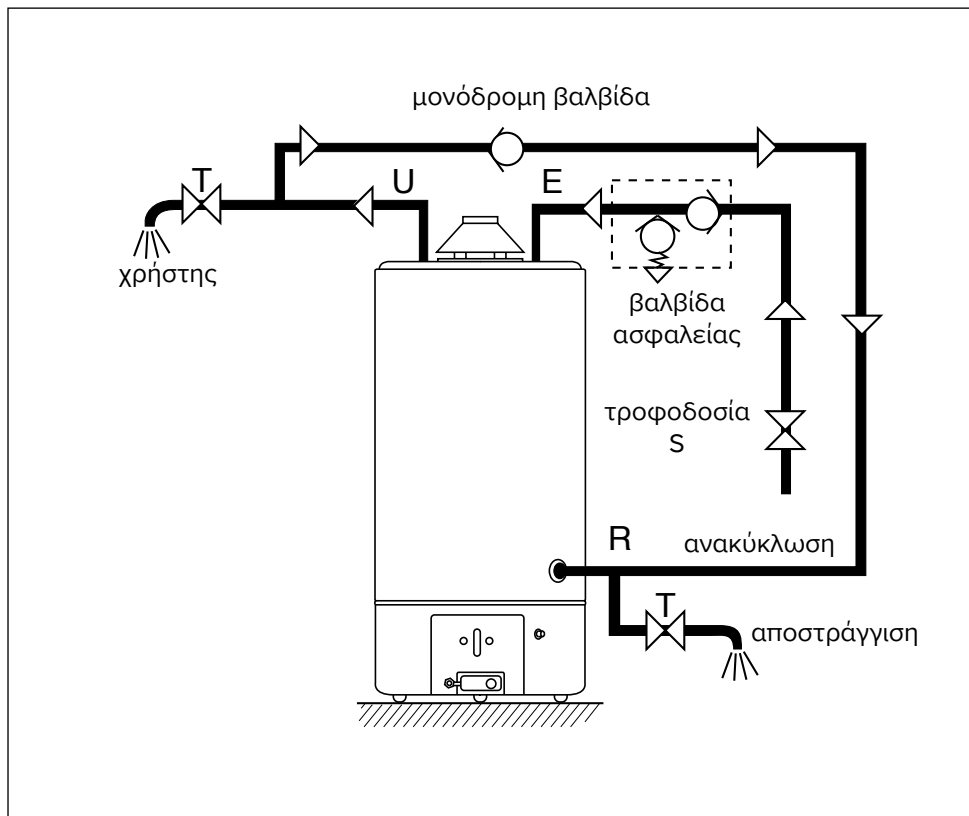 μονόδρομη βαλβίδα
T
U
E
χρήστης
βαλβίδα
ασφαλείας
τροφοδοσία
S
R
ανακύκλωση
T
αποστράγγιση